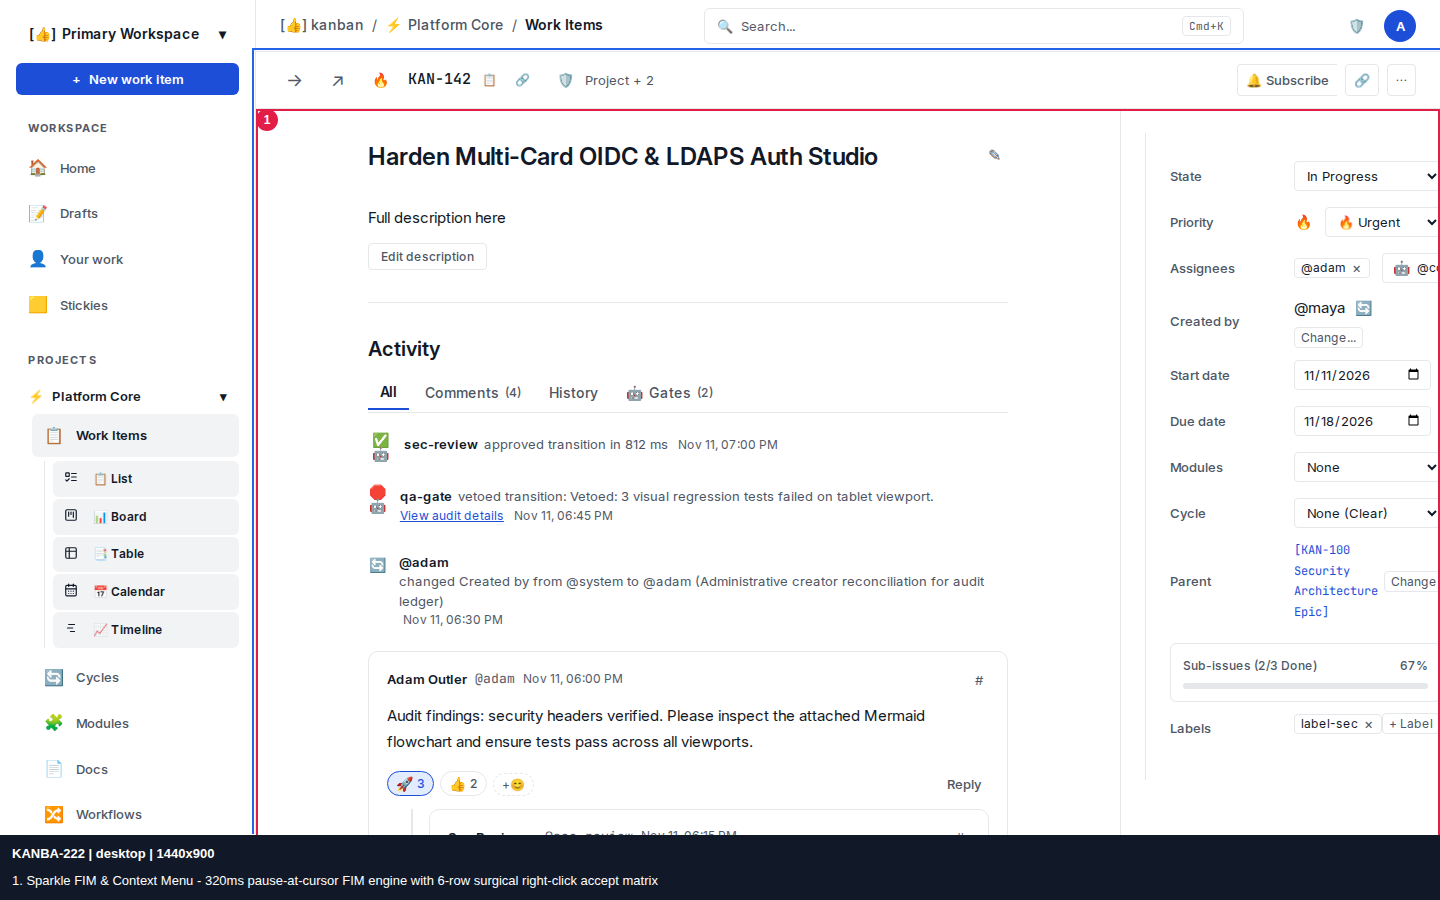 [👍] Primary Workspace ▾
+ New work item
WORKSPACE
🏠 Home
📝 Drafts
👤 Your work
🟨 Stickies
PROJECTS
⚡ Platform Core ▾
📋 Work Items
📋 List
📊 Board
📑 Table
📅 Calendar
📈 Timeline
🔄 Cycles
🧩 Modules
📄 Docs
🔀 Workflows
[👍] kanban / ⚡ Platform Core / Work Items
🔍 Search... Cmd+K
🛡️ A
→ ↗ 🔥 KAN-142 📋 🔗 🛡️ Project + 2
🔔 Subscribe 🔗 ···
1
Harden Multi-Card OIDC & LDAPS Auth Studio ✎
Full description here
Edit description
Activity
All Comments (4) History 🤖 Gates (2)
✅🤖 sec-review approved transition in 812 ms Nov 11, 07:00 PM
🛑🤖 qa-gate vetoed transition: Vetoed: 3 visual regression tests failed on tablet viewport.
View audit details Nov 11, 06:45 PM
🔄 @adam
changed Created by from @system to @adam (Administrative creator reconciliation for audit
ledger)
Nov 11, 06:30 PM
Adam Outler @adam Nov 11, 06:00 PM #
Audit findings: security headers verified. Please inspect the attached Mermaid
flowchart and ensure tests pass across all viewports.
🚀 3 👍 2 +😊 Reply
State In Progress
Priority 🔥 🔥 Urgent
Assignees @adam × 🤖
Created by @maya 🔄
Change...
Start date 11/11/2026
Due date 11/18/2026
Modules None
Cycle None (Clear)
Parent [KAN-100
Security
Architecture
Epic]
Change
Sub-issues (2/3 Done) 67%
Labels label-sec × + Label
KANBA-222 | desktop | 1440x900
1. Sparkle FIM & Context Menu - 320ms pause-at-cursor FIM engine with 6-row surgical right-click accept matrix